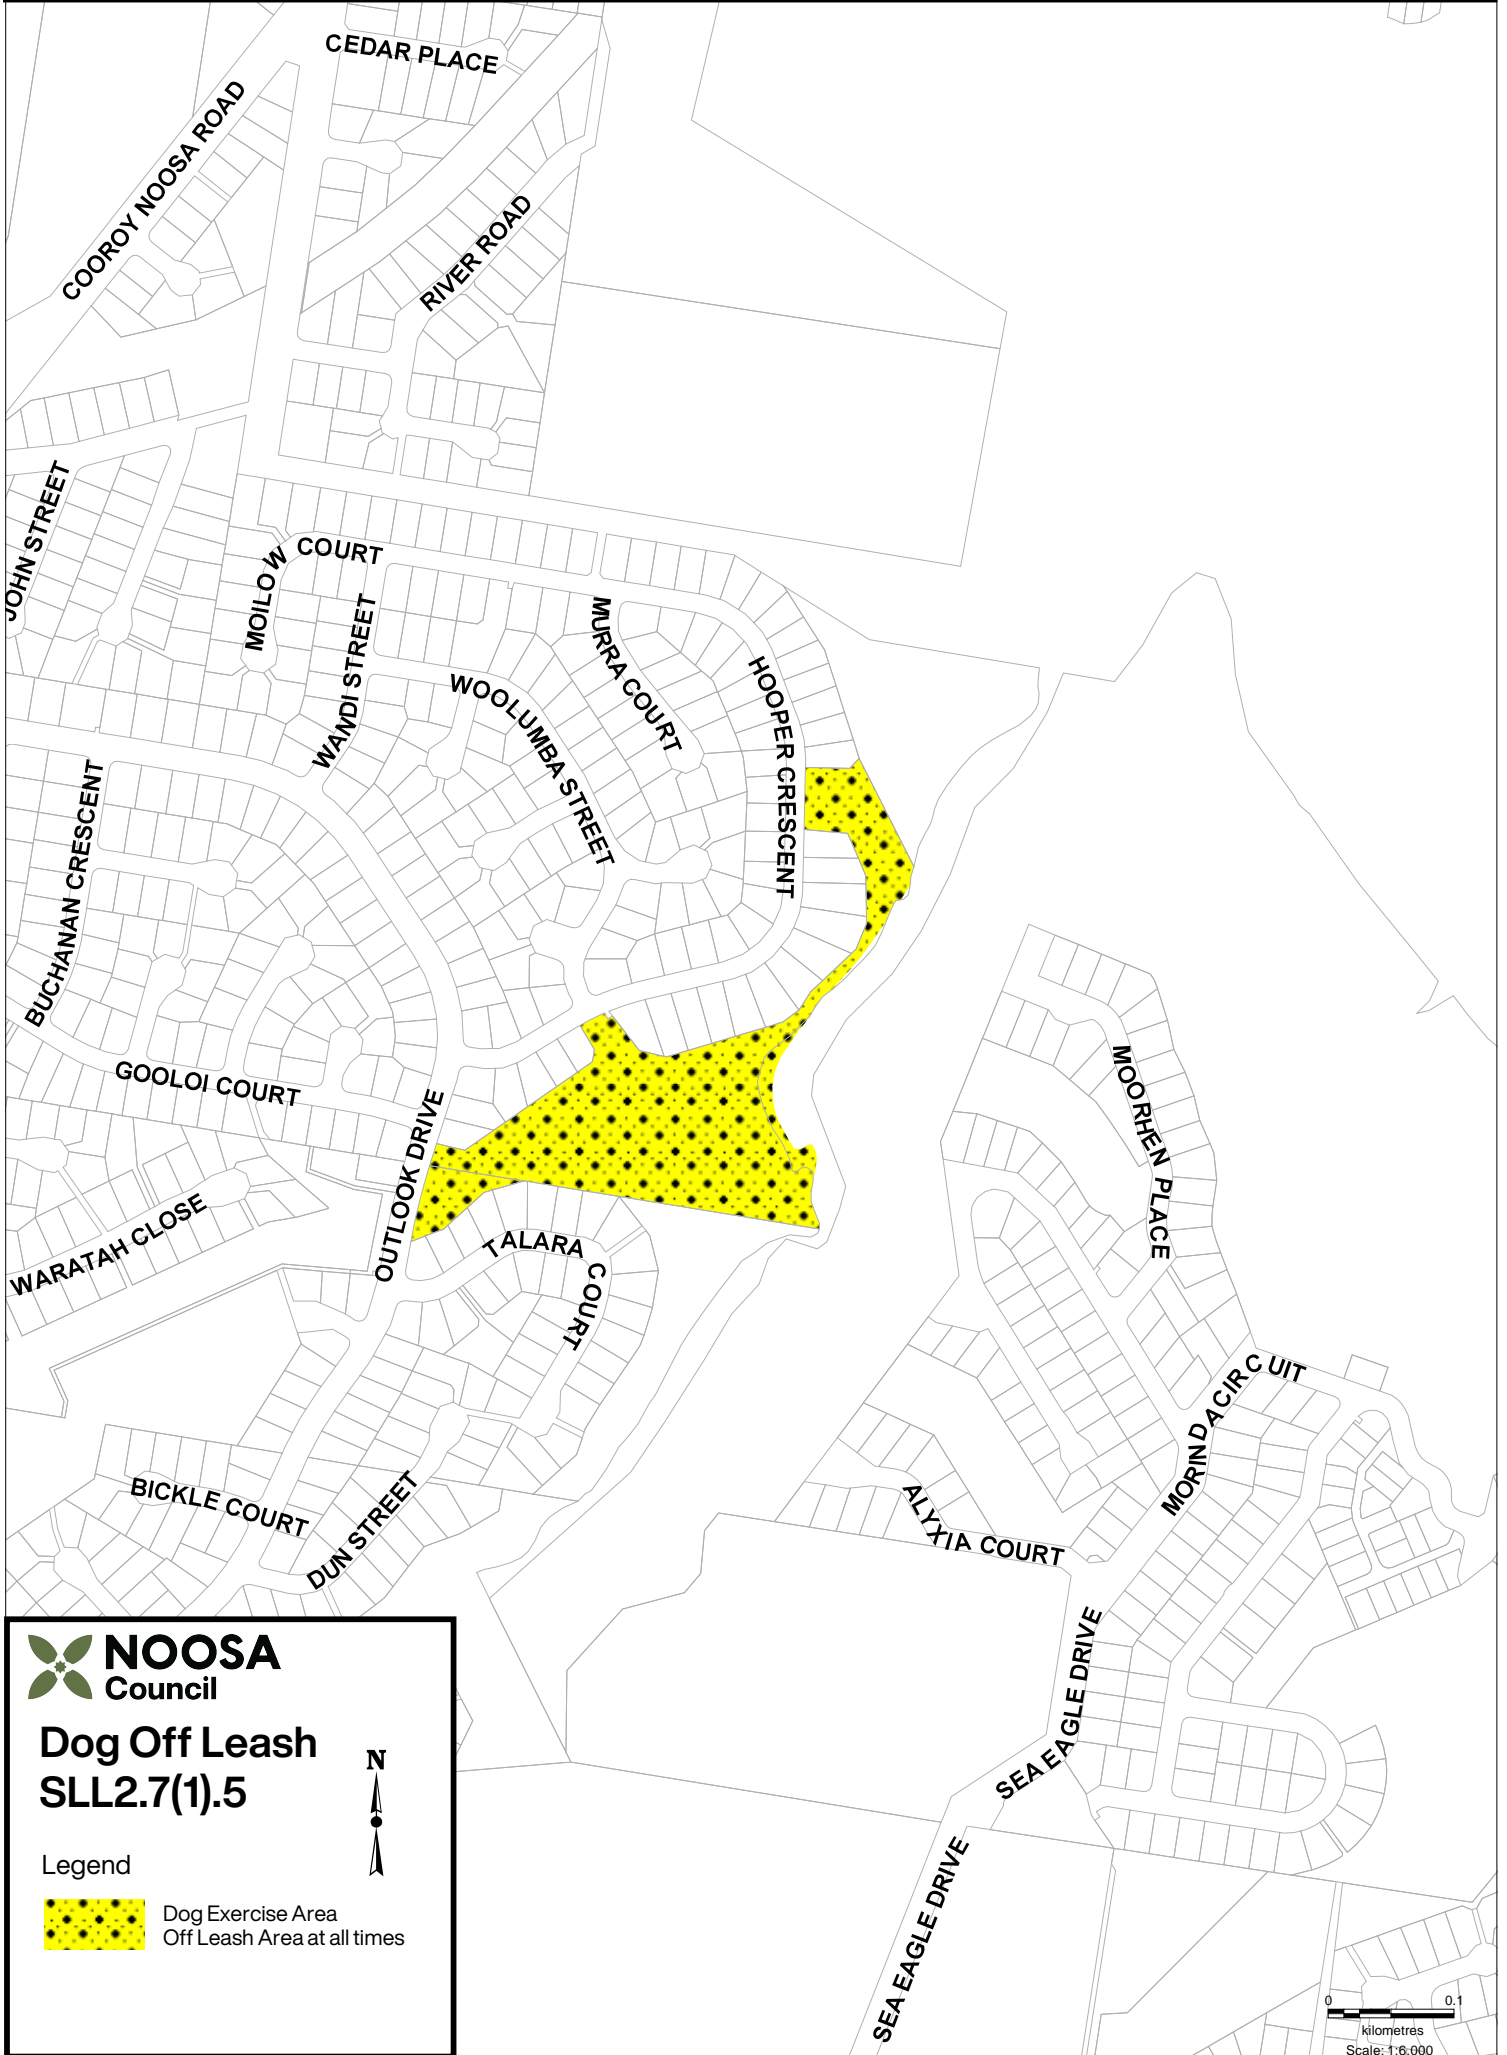 CEDAR PLACE
COOROY NOOSA ROAD
RIVER ROAD
JOHN STREET
MOILOW COURT
WANDI STREET
MURRA COURT
WOOLUMBA STREET
HOOPER CRESCENT
BUCHANAN CRESCENT
GOOLOI COURT
OUTLOOK DRIVE
WARATAH CLOSE
TALARA COURT
MOORHEN PLACE
MORINDA CIRCUIT
BICKLE COURT
DUN STREET
ALYXIA COURT
SEA EAGLE DRIVE
SEA EAGLE DRIVE
NOOSA
Council
Dog Off Leash
SLL2.7(1).5
N
Legend
Dog Exercise Area
Off Leash Area at all times
0 0.1
kilometres
Scale: 1:6,000